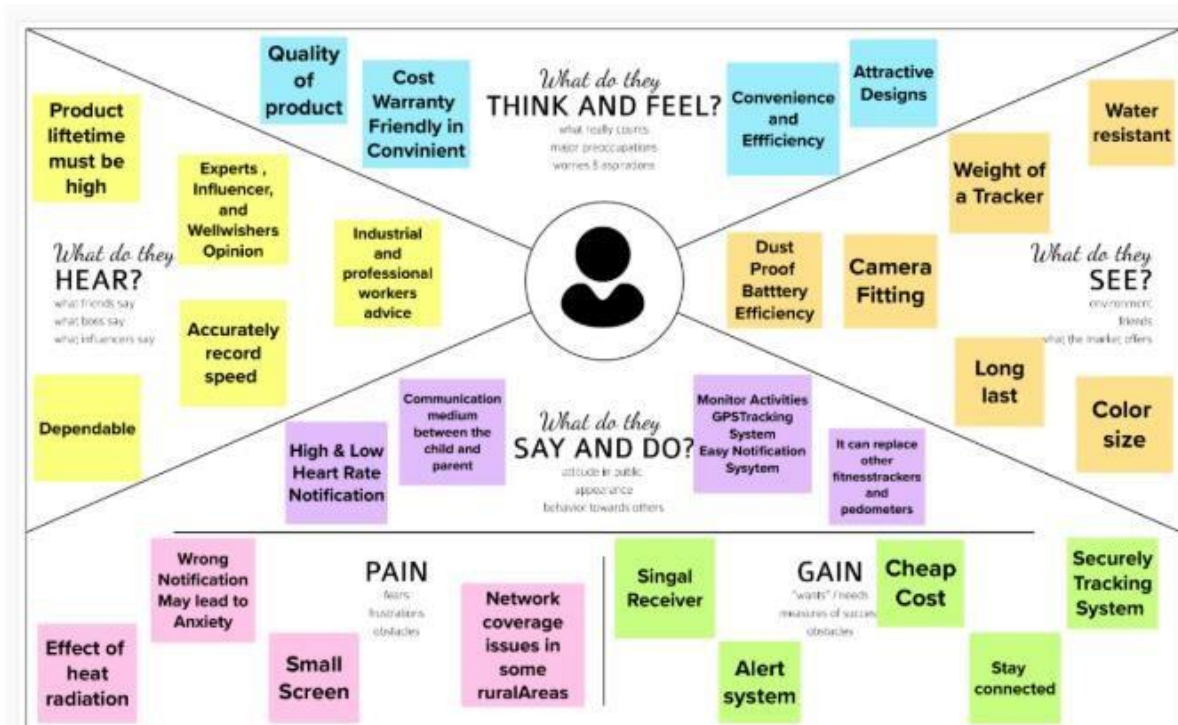 Quality
of
product
Cost
Warranty
Friendly in
Convinient
What do they
THINK AND FEEL?
what really counts
major preoccupations
worries & aspirations
Convenience
and
Effficiency
Attractive
Designs
Product
liftetime
must be
high
Experts ,
Influencer,
and
Wellwishers
Opinion
Industrial
and
professional
workers
advice
What do they
HEAR?
what friends say
what boss say
what influencers say
Accurately
record
speed
Dependable
Water
resistant
Weight of
a Tracker
Dust
Proof
Batttery
Efficiency
Camera
Fitting
What do they
SEE?
environment
friends
what the market offers
Long
last
Color
size
High & Low
Heart Rate
Notification
Communication
medium
between the
child and
parent
What do they
SAY AND DO?
attitude in public
appearance
behavior towards others
Monitor Activities
GPSTracking
System
Easy Notification
Sysytem
It can replace
other
fitnesstrackers
and
pedometers
Wrong
Notification
May lead to
Anxiety
Effect of
heat
radiation
Small
Screen
PAIN
fears
frustrations
obstacles
Network
coverage
issues in
some
ruralAreas
Singal
Receiver
Alert
system
GAIN
"wants" / needs
measures of success
obstacles
Cheap
Cost
Stay
connected
Securely
Tracking
System